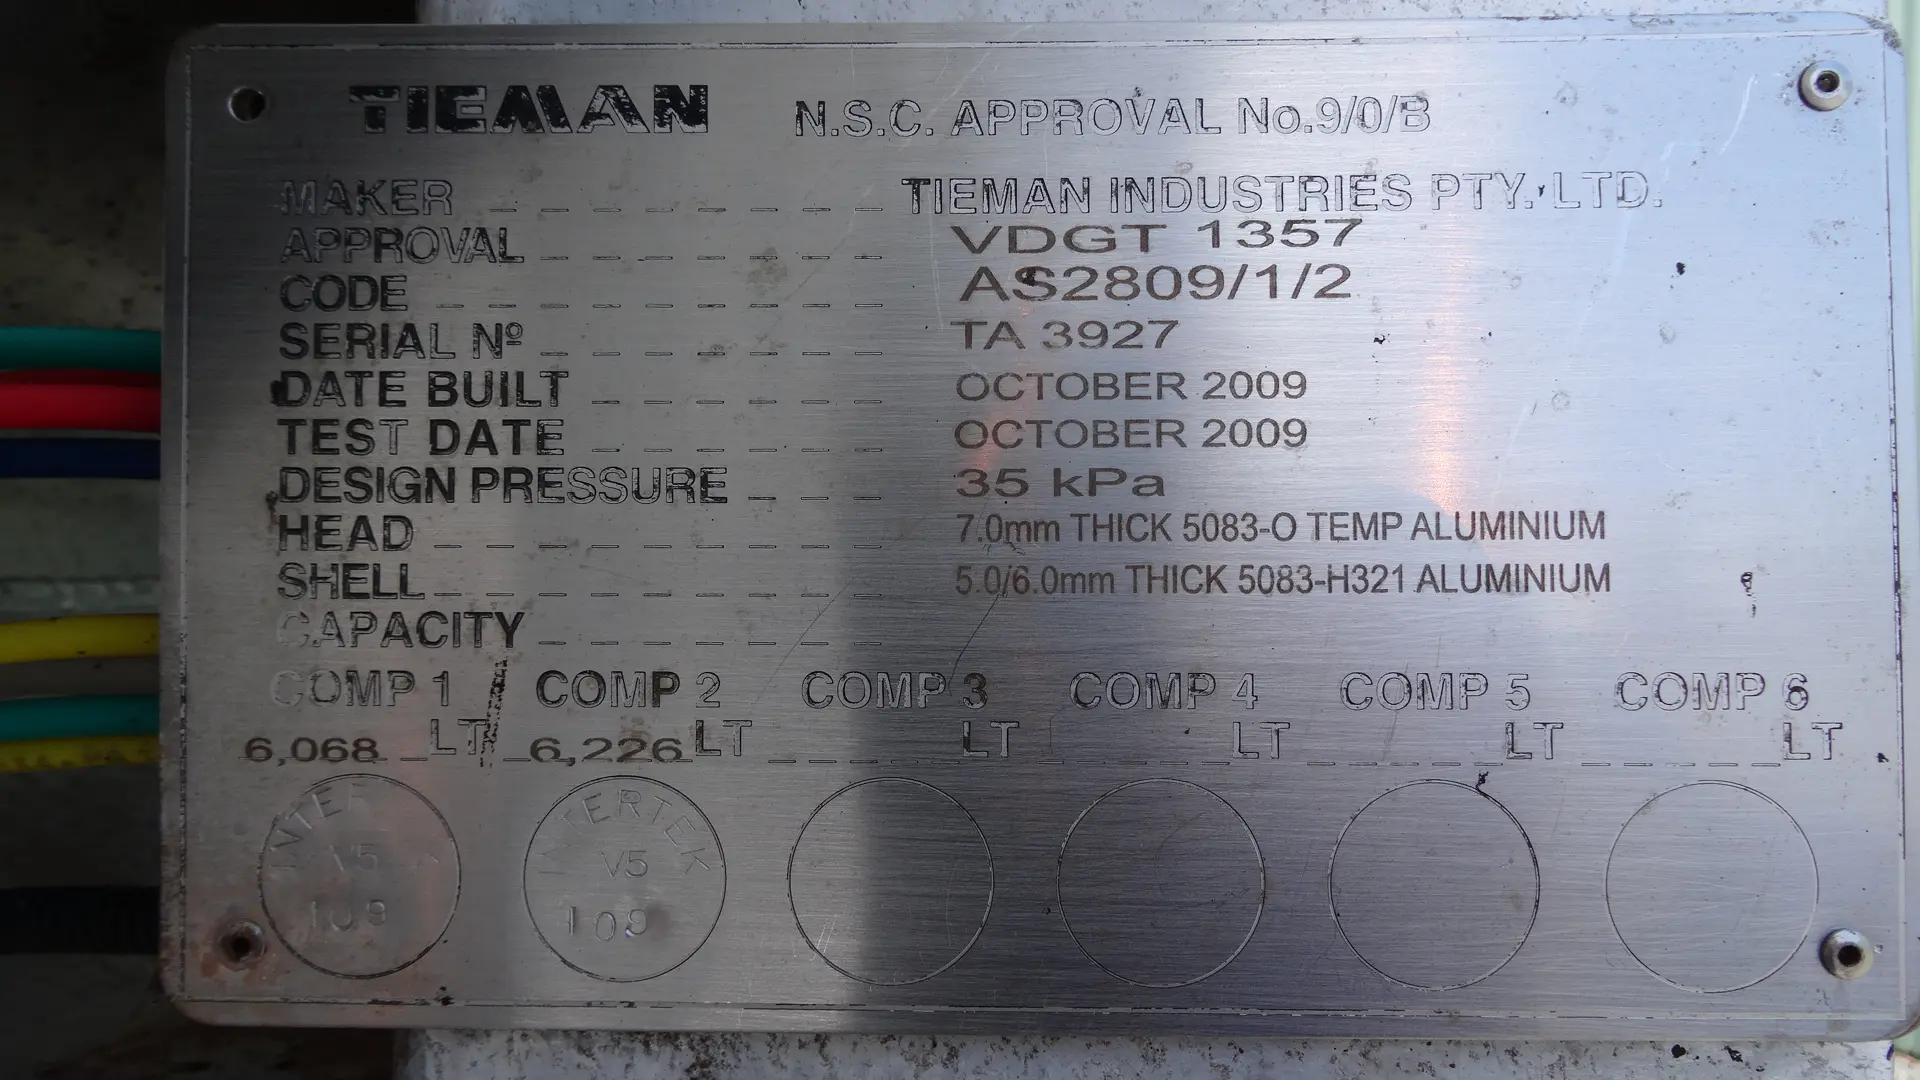 TIEMAN N.S.C. APPROVAL No.9/0/B
MAKER TIEMAN INDUSTRIES PTY. LTD.
APPROVAL VDGT 1357
CODE AS2809/1/2
SERIAL Nº TA 3927
DATE BUILT OCTOBER 2009
TEST DATE OCTOBER 2009
DESIGN PRESSURE 35 kPa
HEAD 7.0mm THICK 5083-O TEMP ALUMINIUM
SHELL 5.0/6.0mm THICK 5083-H321 ALUMINIUM
CAPACITY
COMP 1 COMP 2 COMP 3 COMP 4 COMP 5 COMP 6
6,068 LT 6,226 LT LT LT LT LT
INTERTEK
V5 V5
109 109